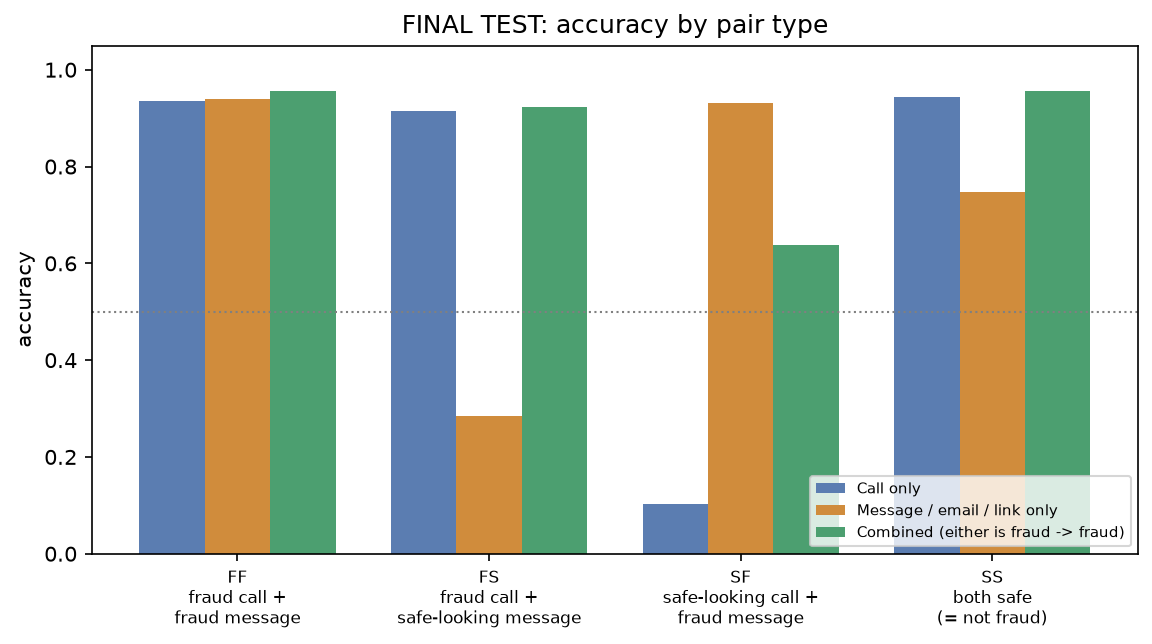 FINAL TEST: accuracy by pair type
accuracy
1.0
0.8
0.6
0.4
0.2
0.0
Call only
Message / email / link only
Combined (either is fraud -> fraud)
FF
fraud call +
fraud message
FS
fraud call +
safe-looking message
SF
safe-looking call +
fraud message
SS
both safe
(= not fraud)